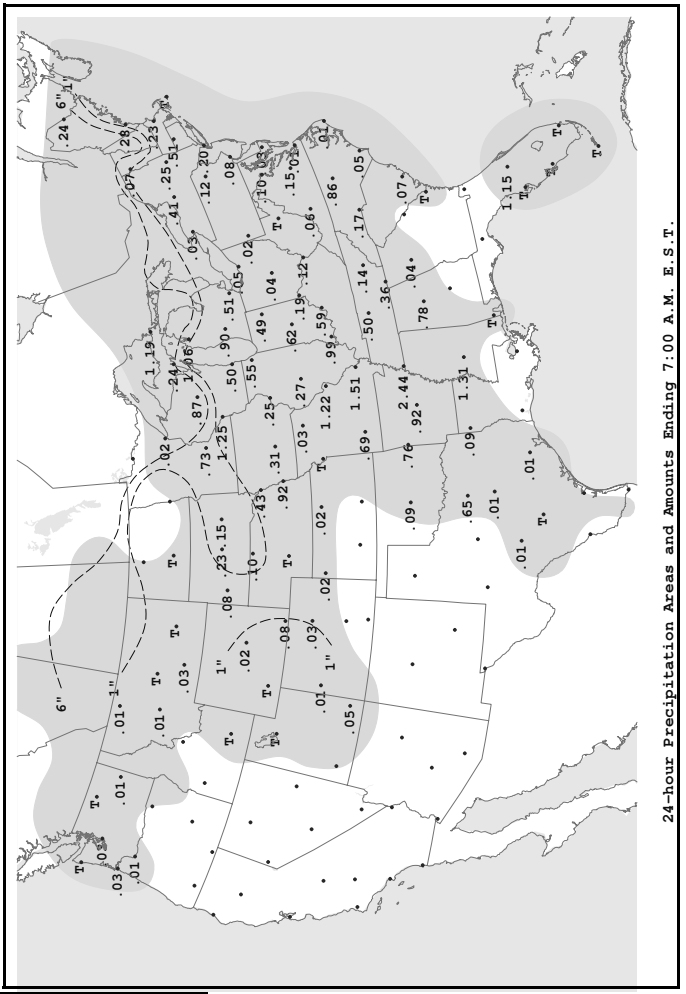 6" 6"
.24
1"
T
T
1"
.03 .01
.01
.28
.07
.01
1.19
.23
T
.01
.02 .25 T
T .24 .41 .51
T
.03
1.06
.03
.87
.73 .12 .20
1" .23 .15 1.25
T .08 .90 .51 .08
.50 .05
.02 .02
.10 .55
.43 .49 .10 .03
T
.25 .04
T .31 T
.08 T .92
.62 .15 .01
.27 .19 .12
.03
.03 .06
.01 .02 T .59 .01
.02 1.22
1" .99 .86
.05
1.51 .17 .05
.69 .50 .14
.36
2.44 .07
.09 .76 .04
.92 .78 T
.65 .09 1.31
.01 T
1.15
.01 T
.01
T T
T
T
24-hour Precipitation Areas and Amounts Ending 7:00 A.M. E.S.T.